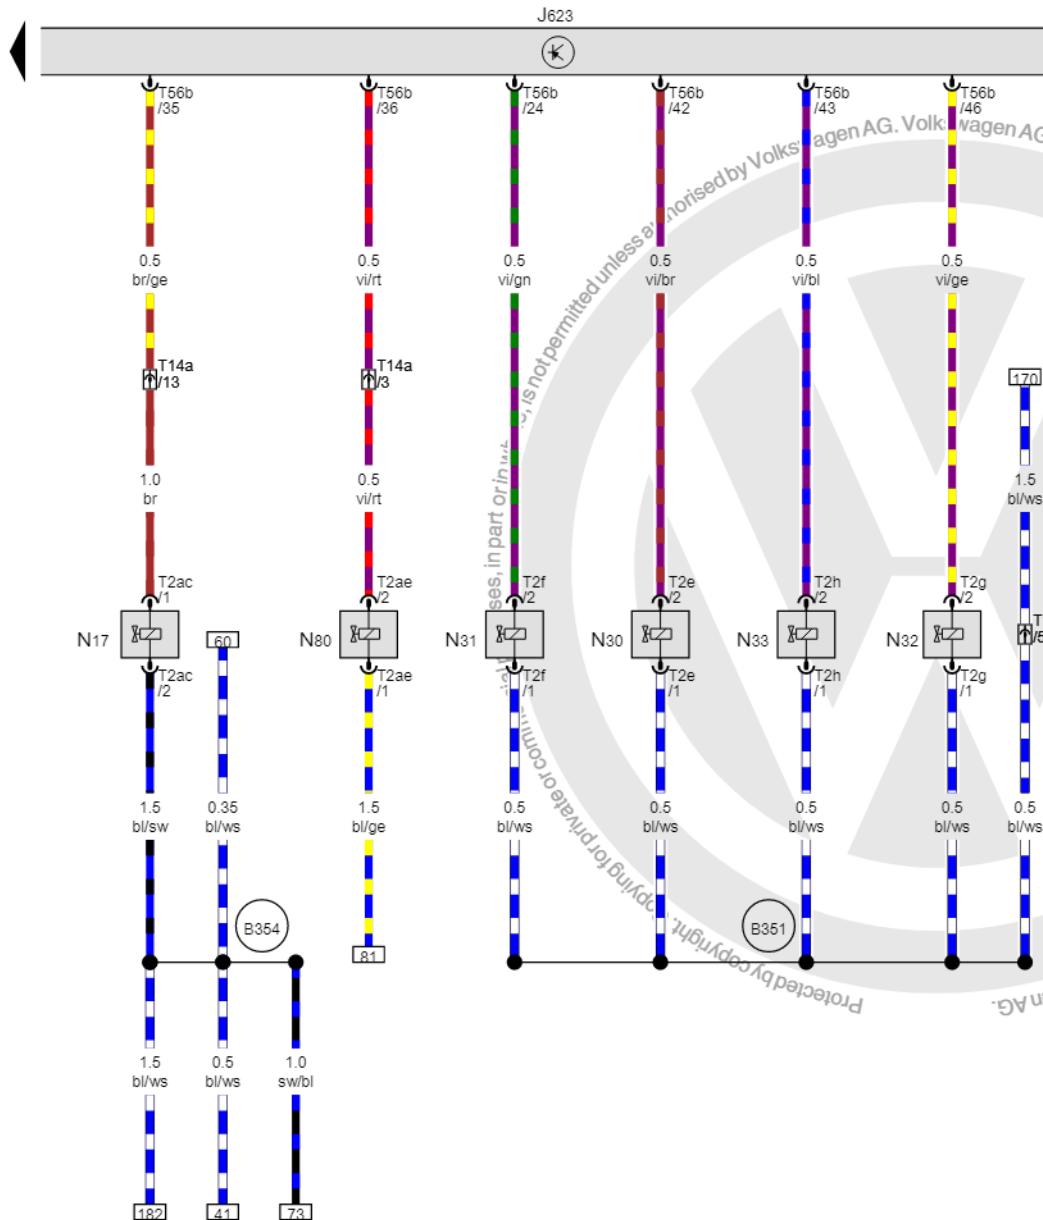 J623
T56b
/35
T56b
/36
T56b
/24
T56b
/42
T56b
/43
T56b
/46
0.5
br/ge
0.5
vi/rt
0.5
vi/gn
0.5
vi/br
0.5
vi/bl
0.5
vi/ge
T14a
/13
T14a
/3
170
1.0
br
0.5
vi/rt
1.5
bl/ws
T2ac
/1
T2ae
/2
T2f
/2
T2e
/2
T2h
/2
T2g
/2
N17
60
N80
N31
N30
N33
N32
T
/5
T2ac
/2
T2ae
/1
T2f
/1
T2e
/1
T2h
/1
T2g
/1
1.5
bl/sw
0.35
bl/ws
1.5
bl/ge
0.5
bl/ws
0.5
bl/ws
0.5
bl/ws
0.5
bl/ws
0.5
bl/ws
B354
B351
81
1.5
bl/ws
0.5
bl/ws
1.0
sw/bl
182
41
73
Protected by copyright. Copying for private or commercial
ses, in part or in
, is not permitted unless
horised by Volkswagen AG. Volkswagen AG
AG.